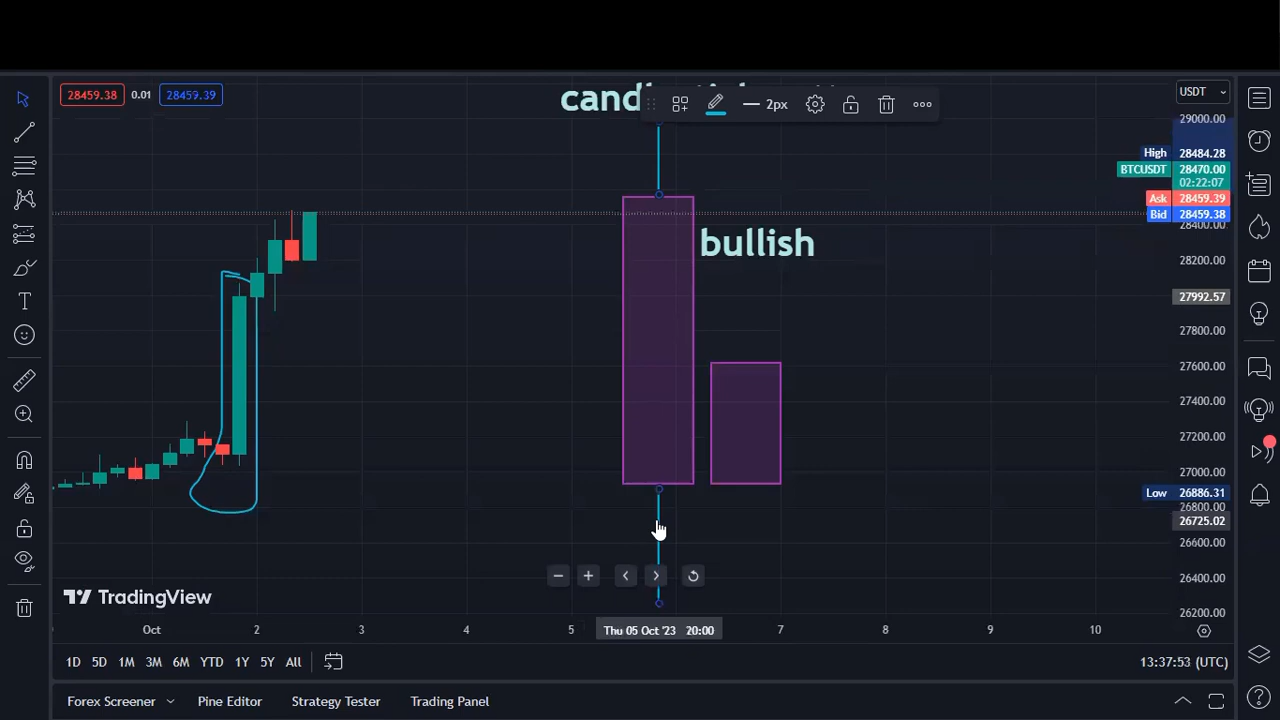 28459.38 0.01 28459.39
2px
USDT
29000.00
High 28484.28
BTCUSDT 28470.00
02:22:07
Ask 28459.39
Bid 28459.38
28400.00
bullish
28200.00
27992.57
27800.00
27600.00
27400.00
27200.00
27000.00
Low 26886.31
26800.00
26725.02
26600.00
26400.00
26200.00
TradingView
Oct 2 3 4 5 Thu 05 Oct '23 20:00 7 8 9 10
1D 5D 1M 3M 6M YTD 1Y 5Y All
13:37:53 (UTC)
Forex Screener Pine Editor Strategy Tester Trading Panel